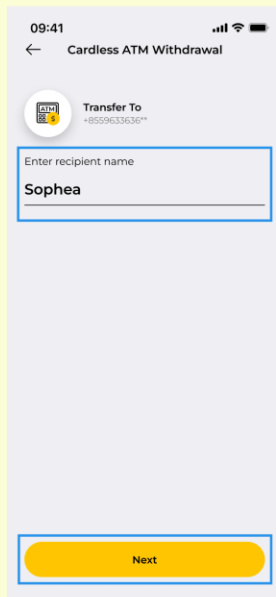 09:41
Cardless ATM Withdrawal
ATM
$
Transfer To
+8559633636**
Enter recipient name
Sophea
Next